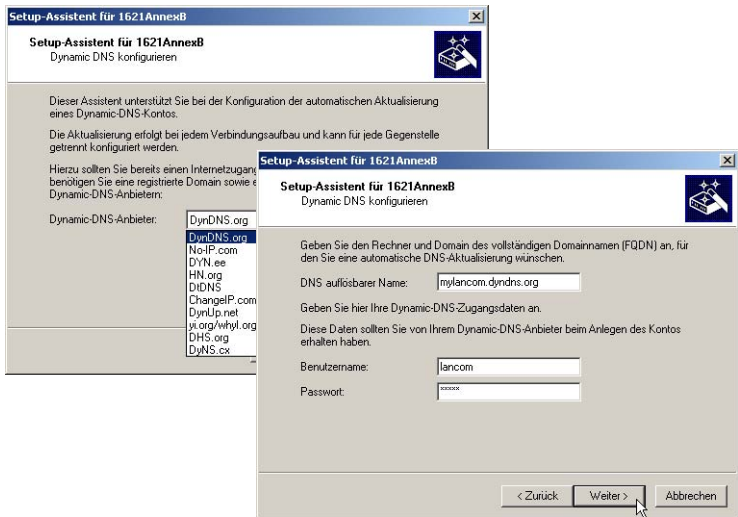 Setup-Assistent für 1621AnnexB
Setup-Assistent für 1621AnnexB
Dynamic DNS konfigurieren
Dieser Assistent unterstützt Sie bei der Konfiguration der automatischen Aktualisierung
eines Dynamic-DNS-Kontos.
Die Aktualisierung erfolgt bei jedem Verbindungsaufbau und kann für jede Gegenstelle
getrennt konfiguriert werden.
Hierzu sollten Sie bereits einen Internetzugang
benötigen Sie eine registrierte Domain sowie
Dynamic-DNS-Anbietern:
Dynamic-DNS-Anbieter:
DynDNS.org
DynDNS.org
No-IP.com
DYN.ee
HN.org
DtDNS
ChangeIP.com
DynUp.net
yi.org/whyI.org
DHS.org
DyNS.cx
Setup-Assistent für 1621AnnexB
Setup-Assistent für 1621AnnexB
Dynamic DNS konfigurieren
Geben Sie den Rechner und Domain des vollständigen Domainnamen (FQDN) an, für
den Sie eine automatische DNS-Aktualisierung wünschen.
DNS auflösbarer Name: mylancom.dyndns.org
Geben Sie hier Ihre Dynamic-DNS-Zugangsdaten an.
Diese Daten sollten Sie von Ihrem Dynamic-DNS-Anbieter beim Anlegen des Kontos
erhalten haben.
Benutzername: lancom
Passwort: xxxxx
< Zurück Weiter > Abbrechen